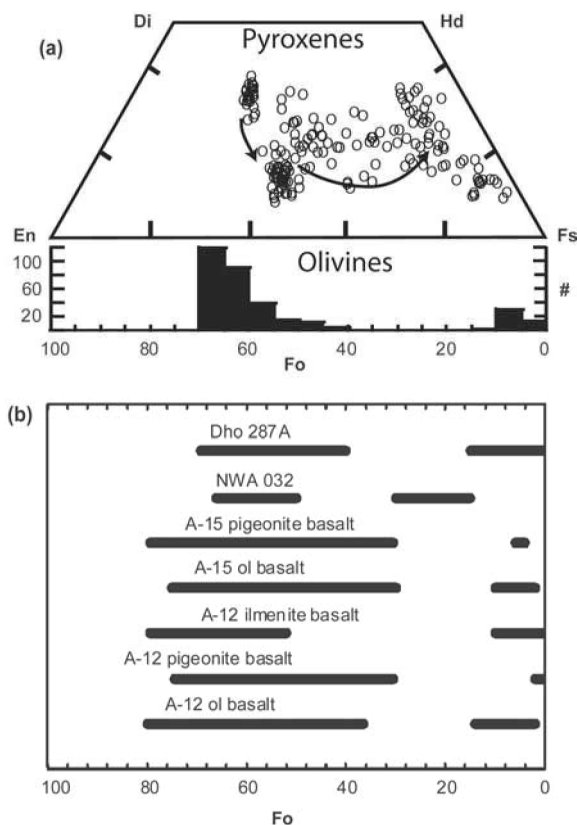 Di Hd
(a) Pyroxenes
En Fs
Olivines
100
60
20
#
100 80 60 40 20 0
Fo
(b)
Dho 287A
NWA 032
A-15 pigeonite basalt
A-15 ol basalt
A-12 ilmenite basalt
A-12 pigeonite basalt
A-12 ol basalt
100 80 60 40 20 0
Fo